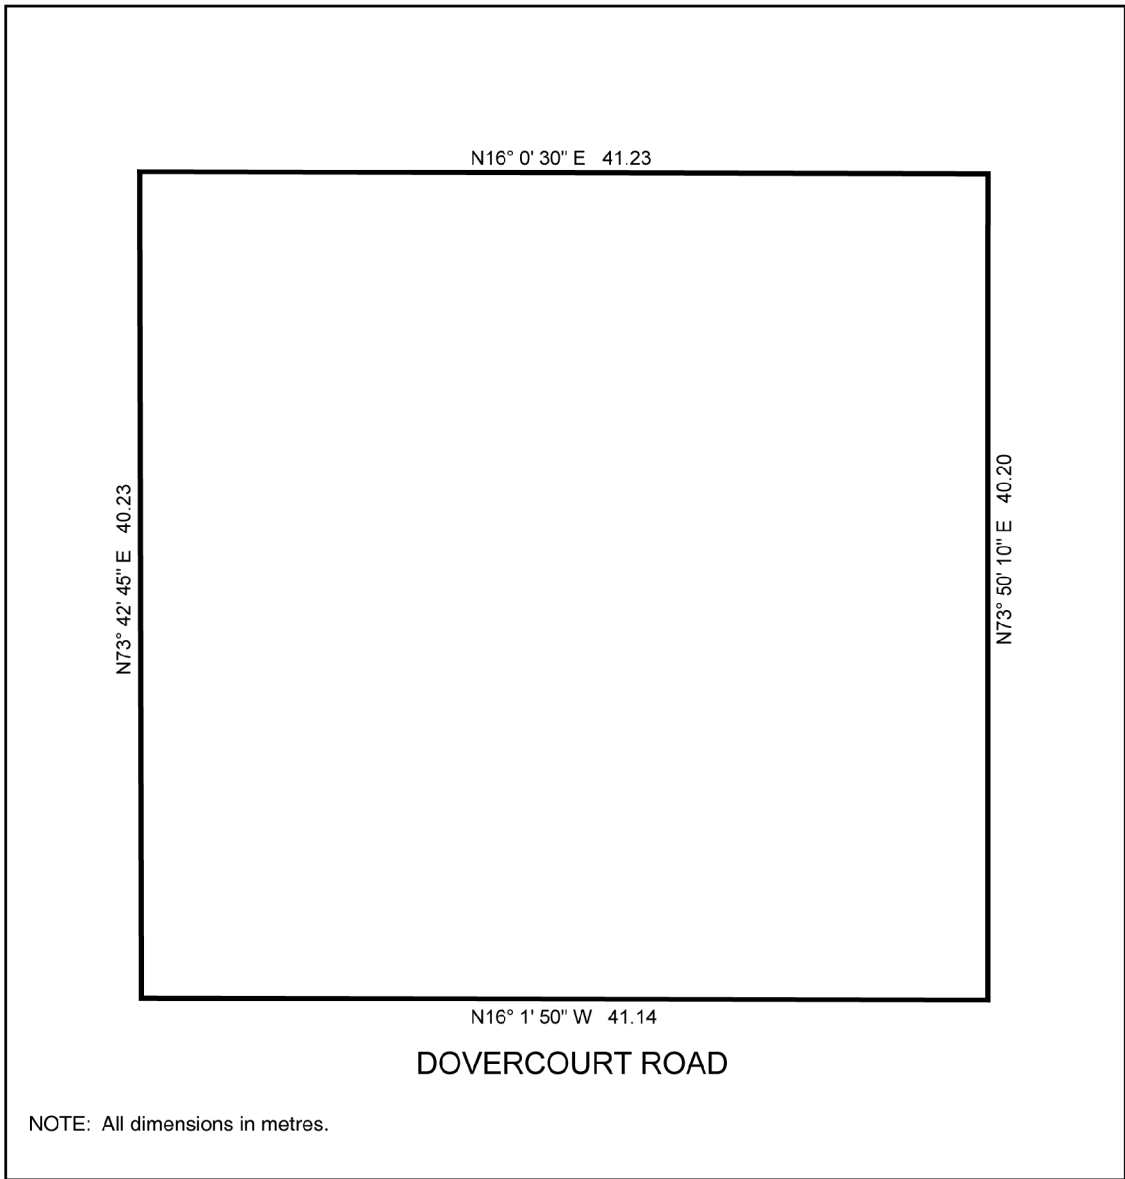 N16° 0' 30" E 41.23
N73° 42' 45" E 40.23
N73° 50' 10" E 40.20
N16° 1' 50" W 41.14
DOVERCOURT ROAD
NOTE: All dimensions in metres.